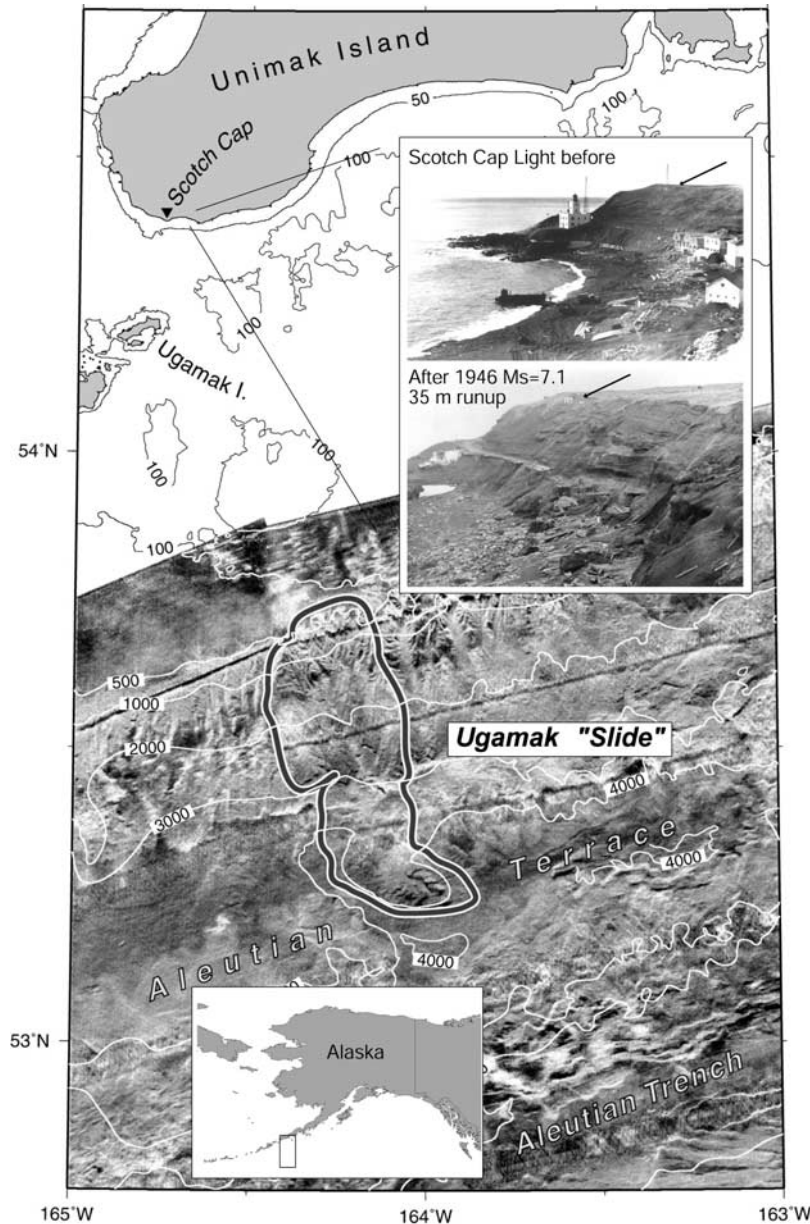 Unimak Island
50
100
Scotch Cap
100
Scotch Cap Light before
100
Ugamak I.
After 1946 Ms=7.1
35 m runup
54°N
100
100
100
500
1000
2000
Ugamak "Slide"
3000
4000
Terrace
4000
Aleutian
4000
Alaska
53°N
Aleutian Trench
165°W
164°W
163°W